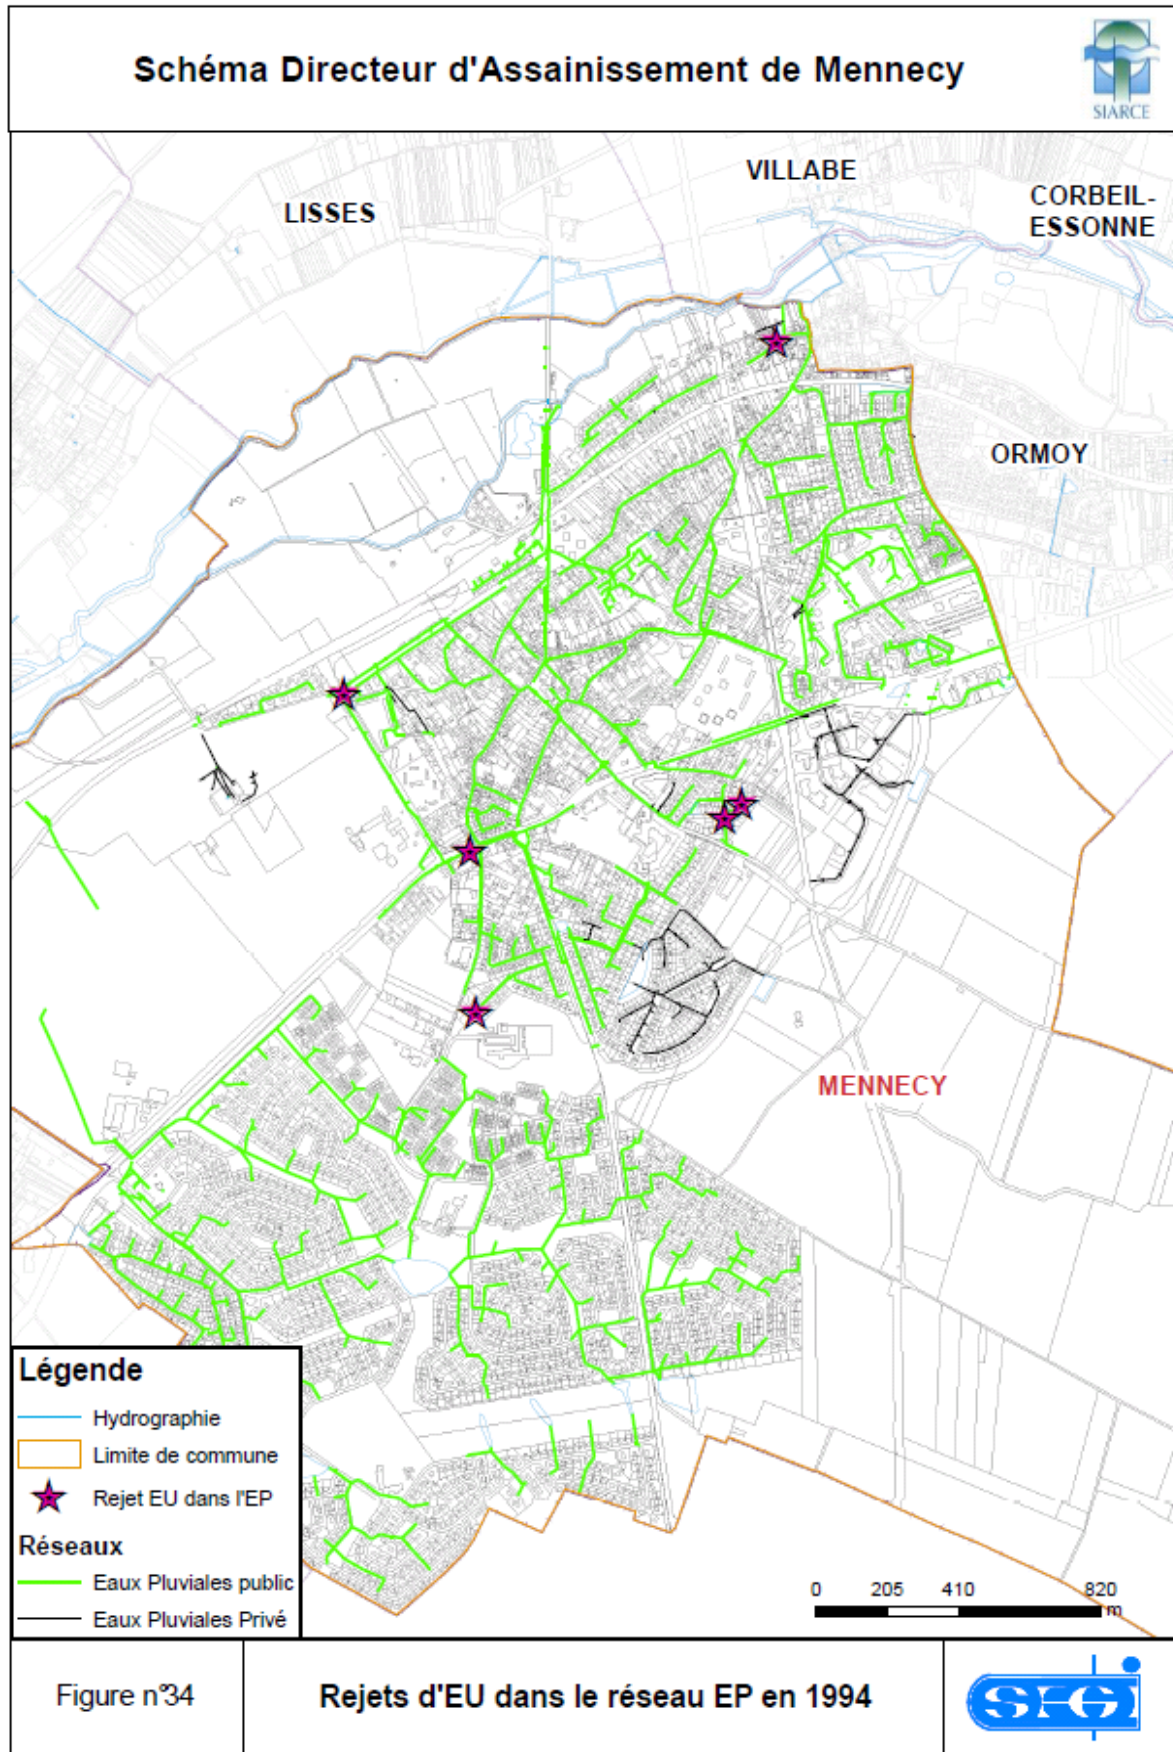 Schéma Directeur d'Assainissement de Mennecy
SIARCE
VILLABE
LISSES
CORBEIL-
ESSONNE
ORMOY
MENNECY
Légende
Hydrographie
Limite de commune
Rejet EU dans l'EP
Réseaux
Eaux Pluviales public
Eaux Pluviales Privé
0 205 410 820
m
Figure n°34
Rejets d'EU dans le réseau EP en 1994
SFGI